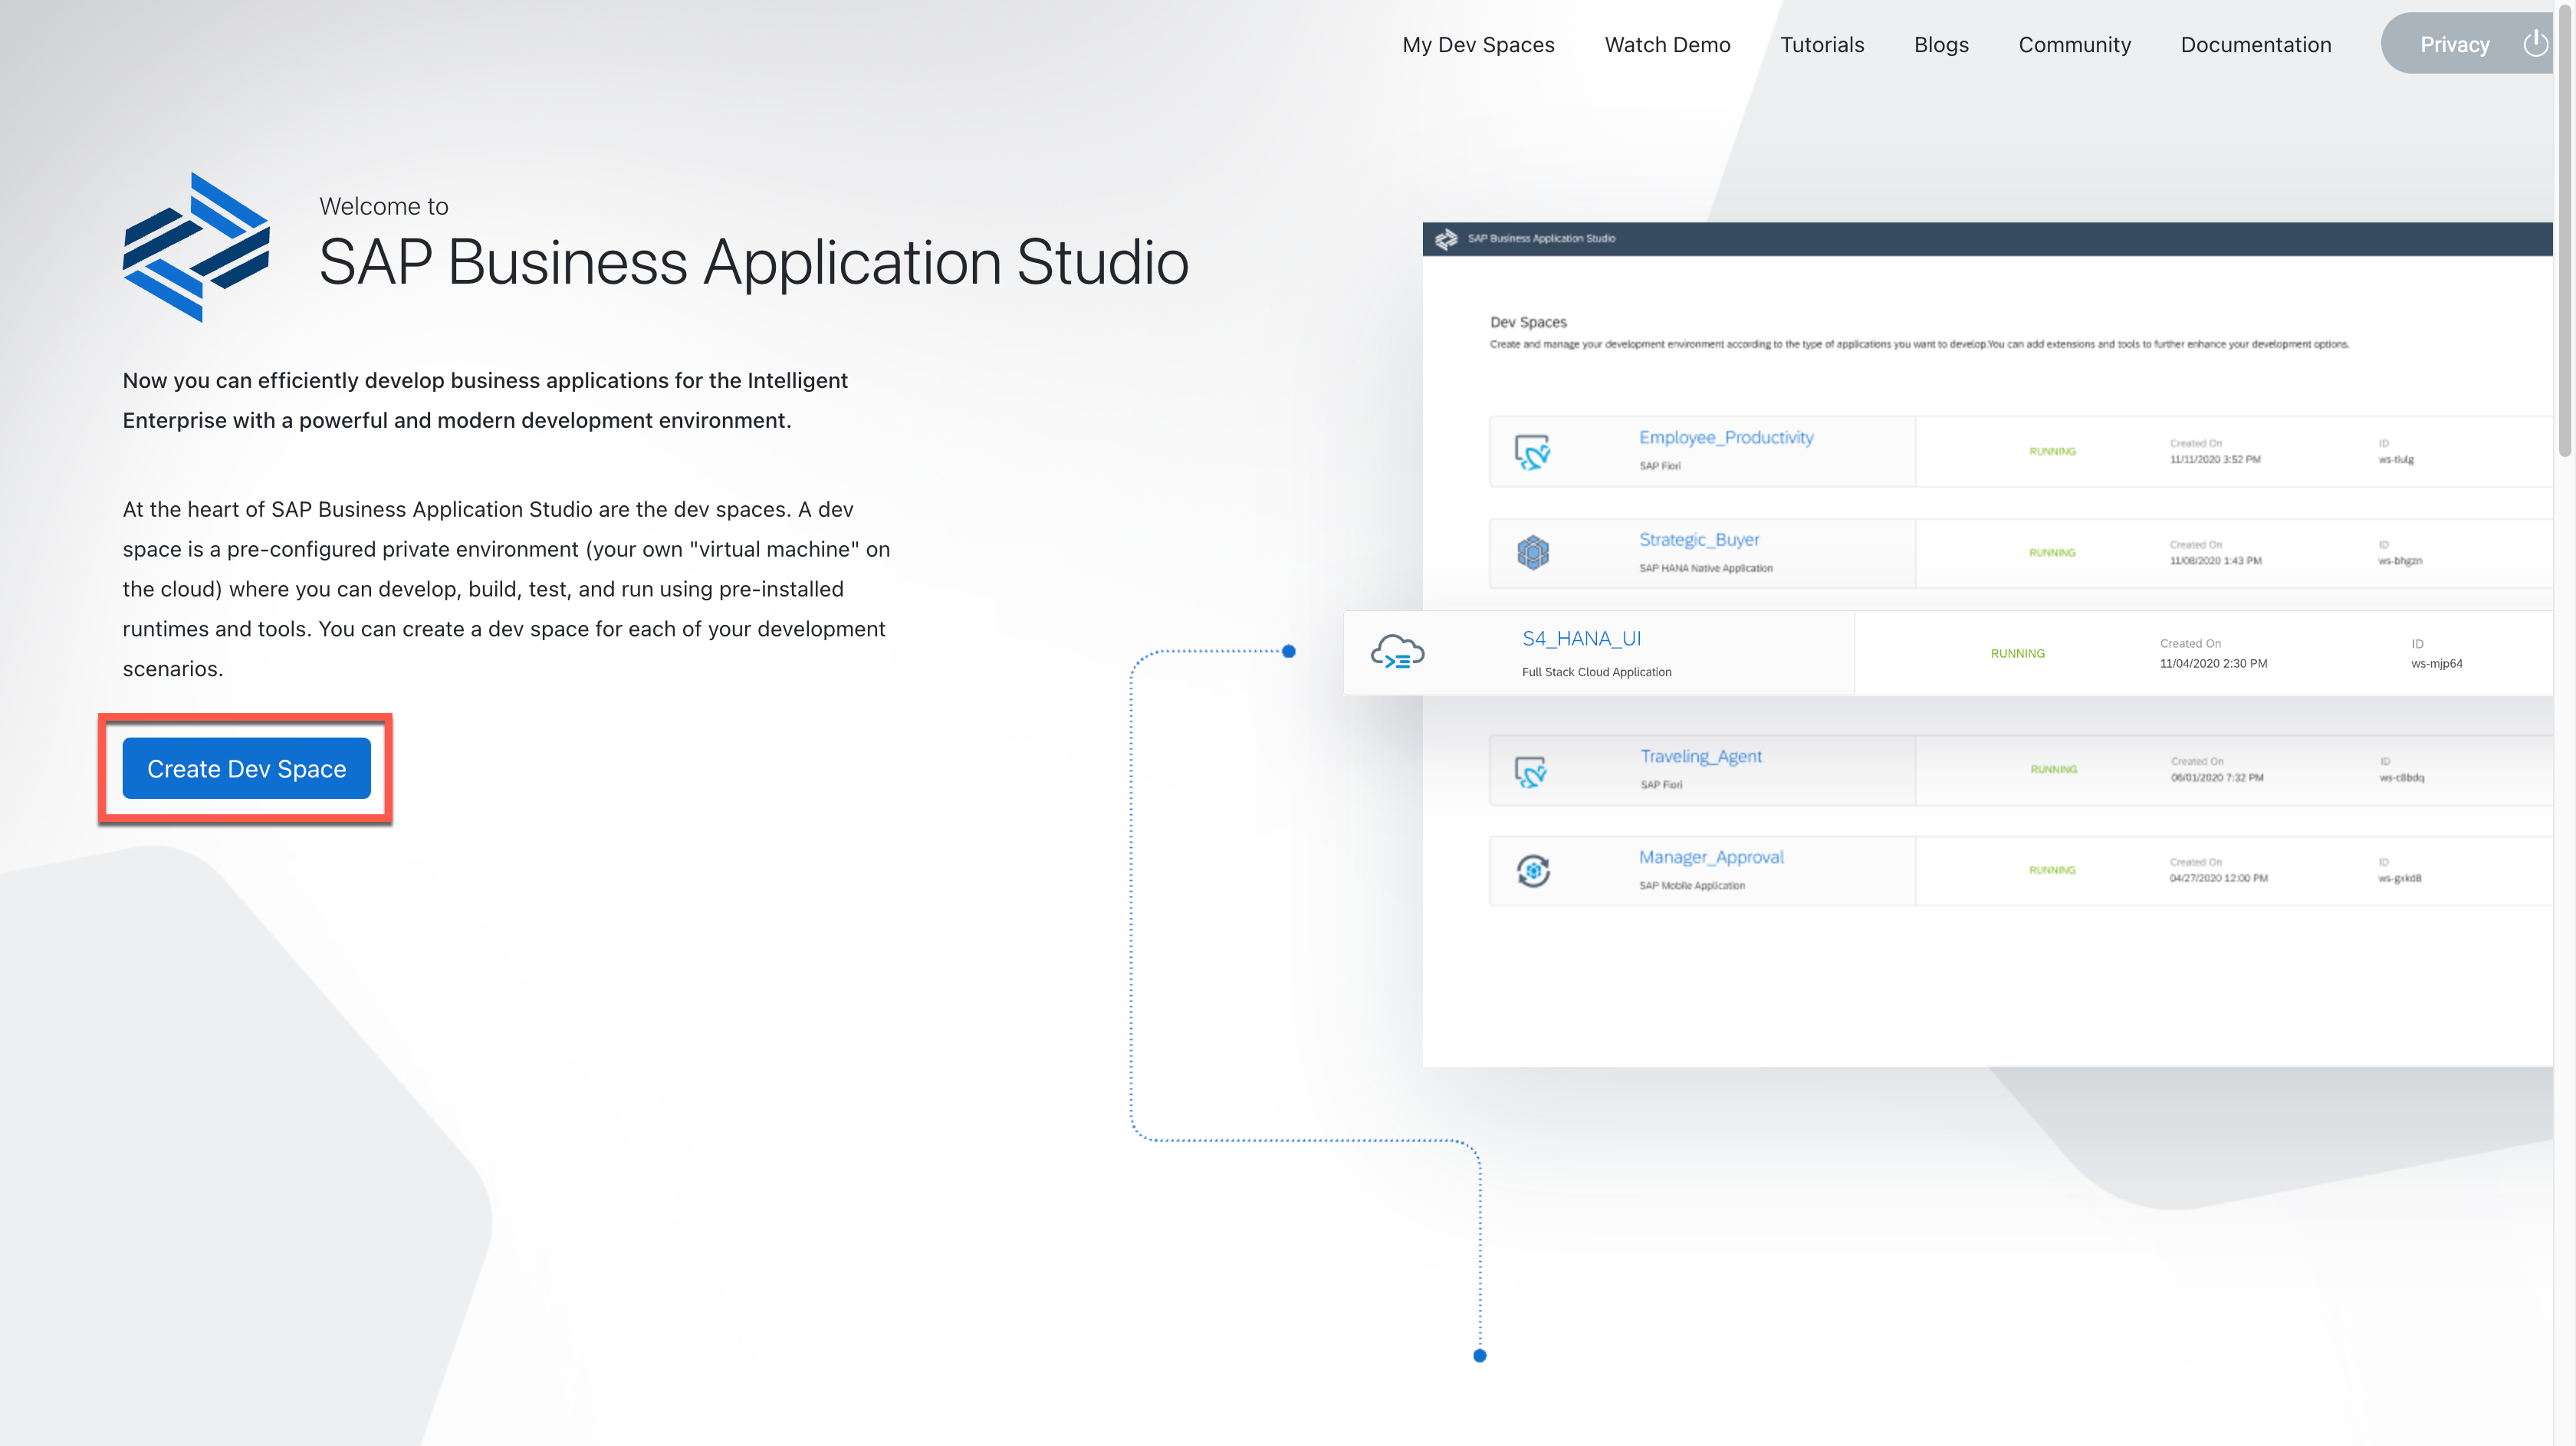 My Dev Spaces
Watch Demo
Tutorials
Blogs
Community
Documentation
Privacy
Welcome to
SAP Business Application Studio
Now you can efficiently develop business applications for the Intelligent
Enterprise with a powerful and modern development environment.
At the heart of SAP Business Application Studio are the dev spaces. A dev
space is a pre-configured private environment (your own "virtual machine" on
the cloud) where you can develop, build, test, and run using pre-installed
runtimes and tools. You can create a dev space for each of your development
scenarios.
Create Dev Space
SAP Business Application Studio
Dev Spaces
Create and manage your development environment according to the type of applications you want to develop.You can add extensions and tools to further enhance your development options.
Employee_Productivity
SAP Fiori
RUNNING
Created On
11/11/2020 3:52 PM
ID
Strategic_Buyer
SAP HANA Native Application
RUNNING
Created On
11/08/2020 1:43 PM
ID
ws-bhgzn
S4_HANA_UI
Full Stack Cloud Application
RUNNING
Created On
11/04/2020 2:30 PM
ID
ws-mjp64
Traveling_Agent
SAP Fiori
RUNNING
Created On
06/01/2020 7:32 PM
ID
ws-c8bdq
Manager_Approval
SAP Mobile Application
RUNNING
Created On
04/27/2020 12:00 PM
ID
ws-gxkd8